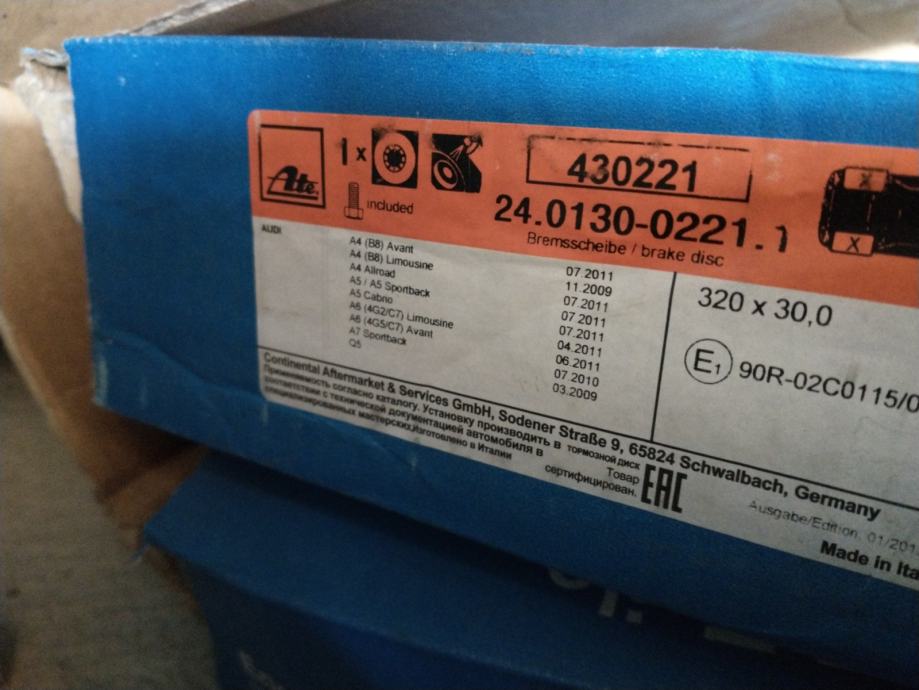 Ate
1 x
included
430221
24.0130-0221.1
Bremsscheibe / brake disc
X
X
AUDI
A4 (B8) Avant 07.2011
A4 (B8) Limousine 11.2009
A4 Allroad 07.2011
A5 / A5 Sportback 07.2011
A5 Cabrio 07.2011
A6 (4G2/C7) Limousine 04.2011
A6 (4G5/C7) Avant 06.2011
A7 Sportback 07.2010
Q5 03.2009
320 x 30,0
E1 90R-02C0115/0
Continental Aftermarket & Services GmbH, Sodener Straße 9, 65824 Schwalbach, Germany
Применяемость согласно каталогу. Установку производить в
соответствии с технической документацией автомобиля в
специализированных мастерских.Изготовлено в Италии
тормозной диск
Товар
сертифицирован.
EAC
Ausgabe/Edition 01/201
Made in Ita